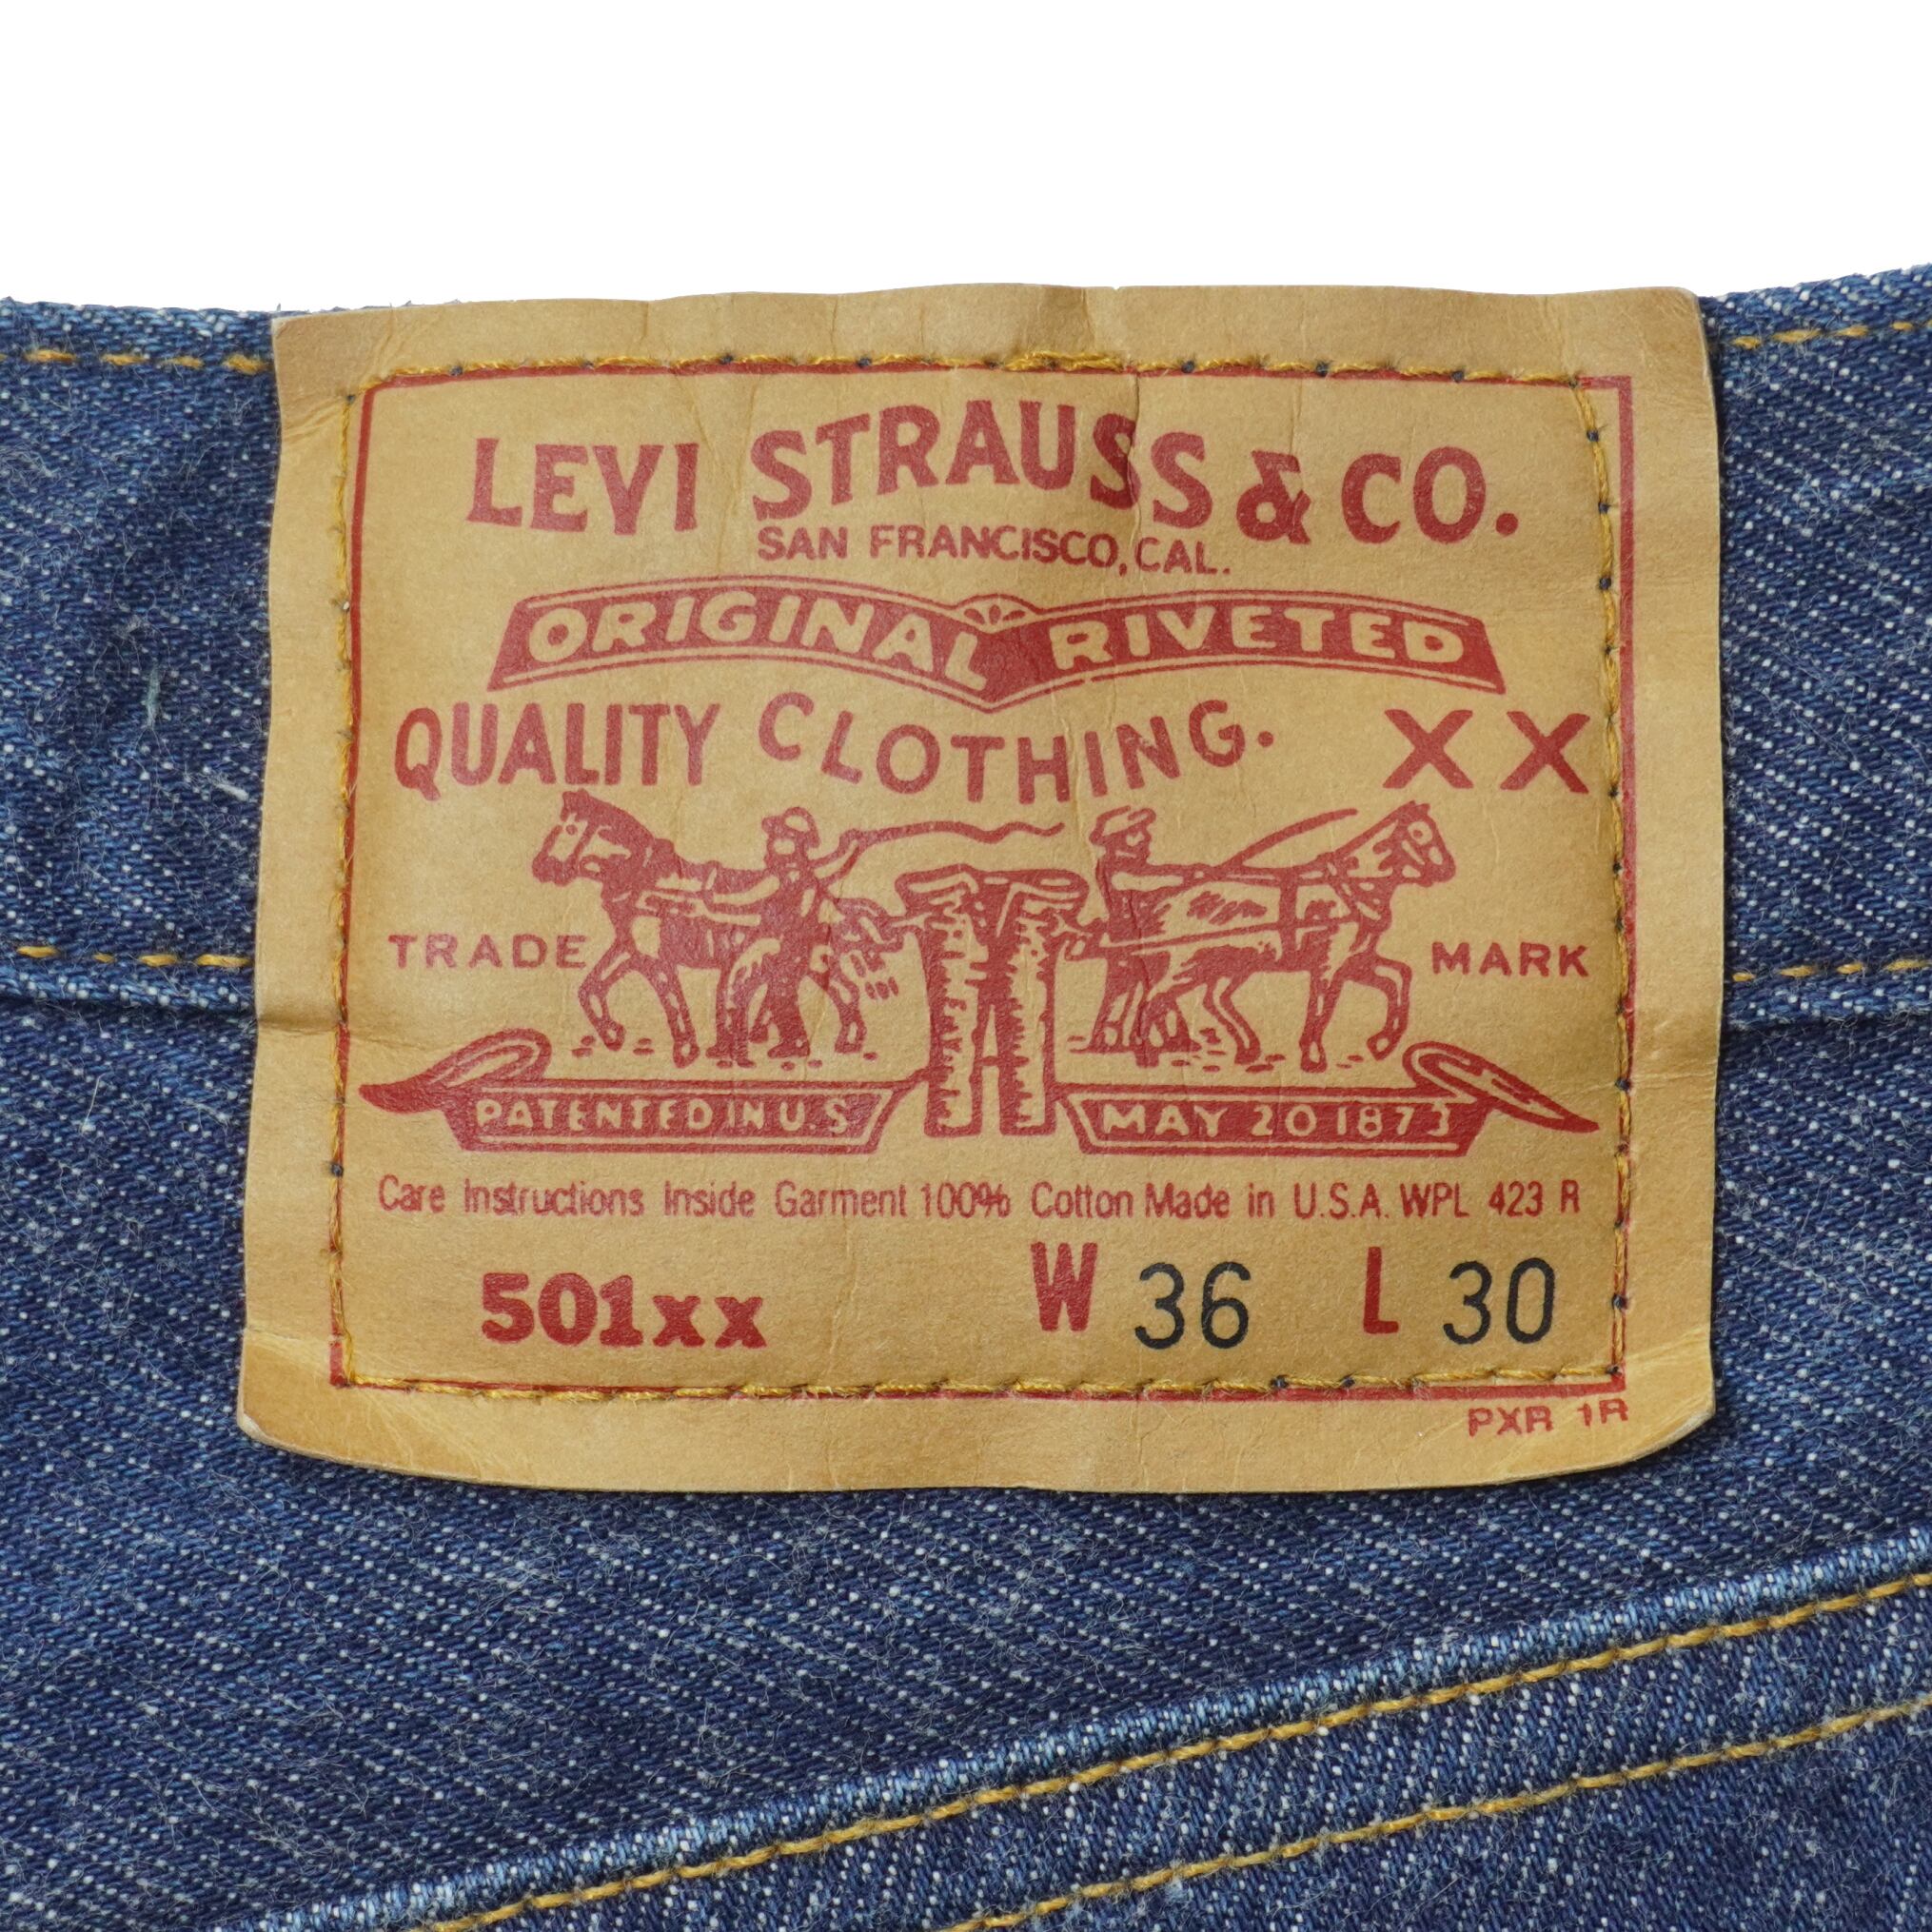 LEVI STRAUSS & CO.
SAN FRANCISCO, CAL.
ORIGINAL RIVETED
QUALITY CLOTHING. XX
TRADE MARK
PATENTED IN U.S MAY 20 1873
Care Instructions Inside Garment 100% Cotton Made in U.S.A. WPL 423 R
501xx W 36 L 30
PXR 1R